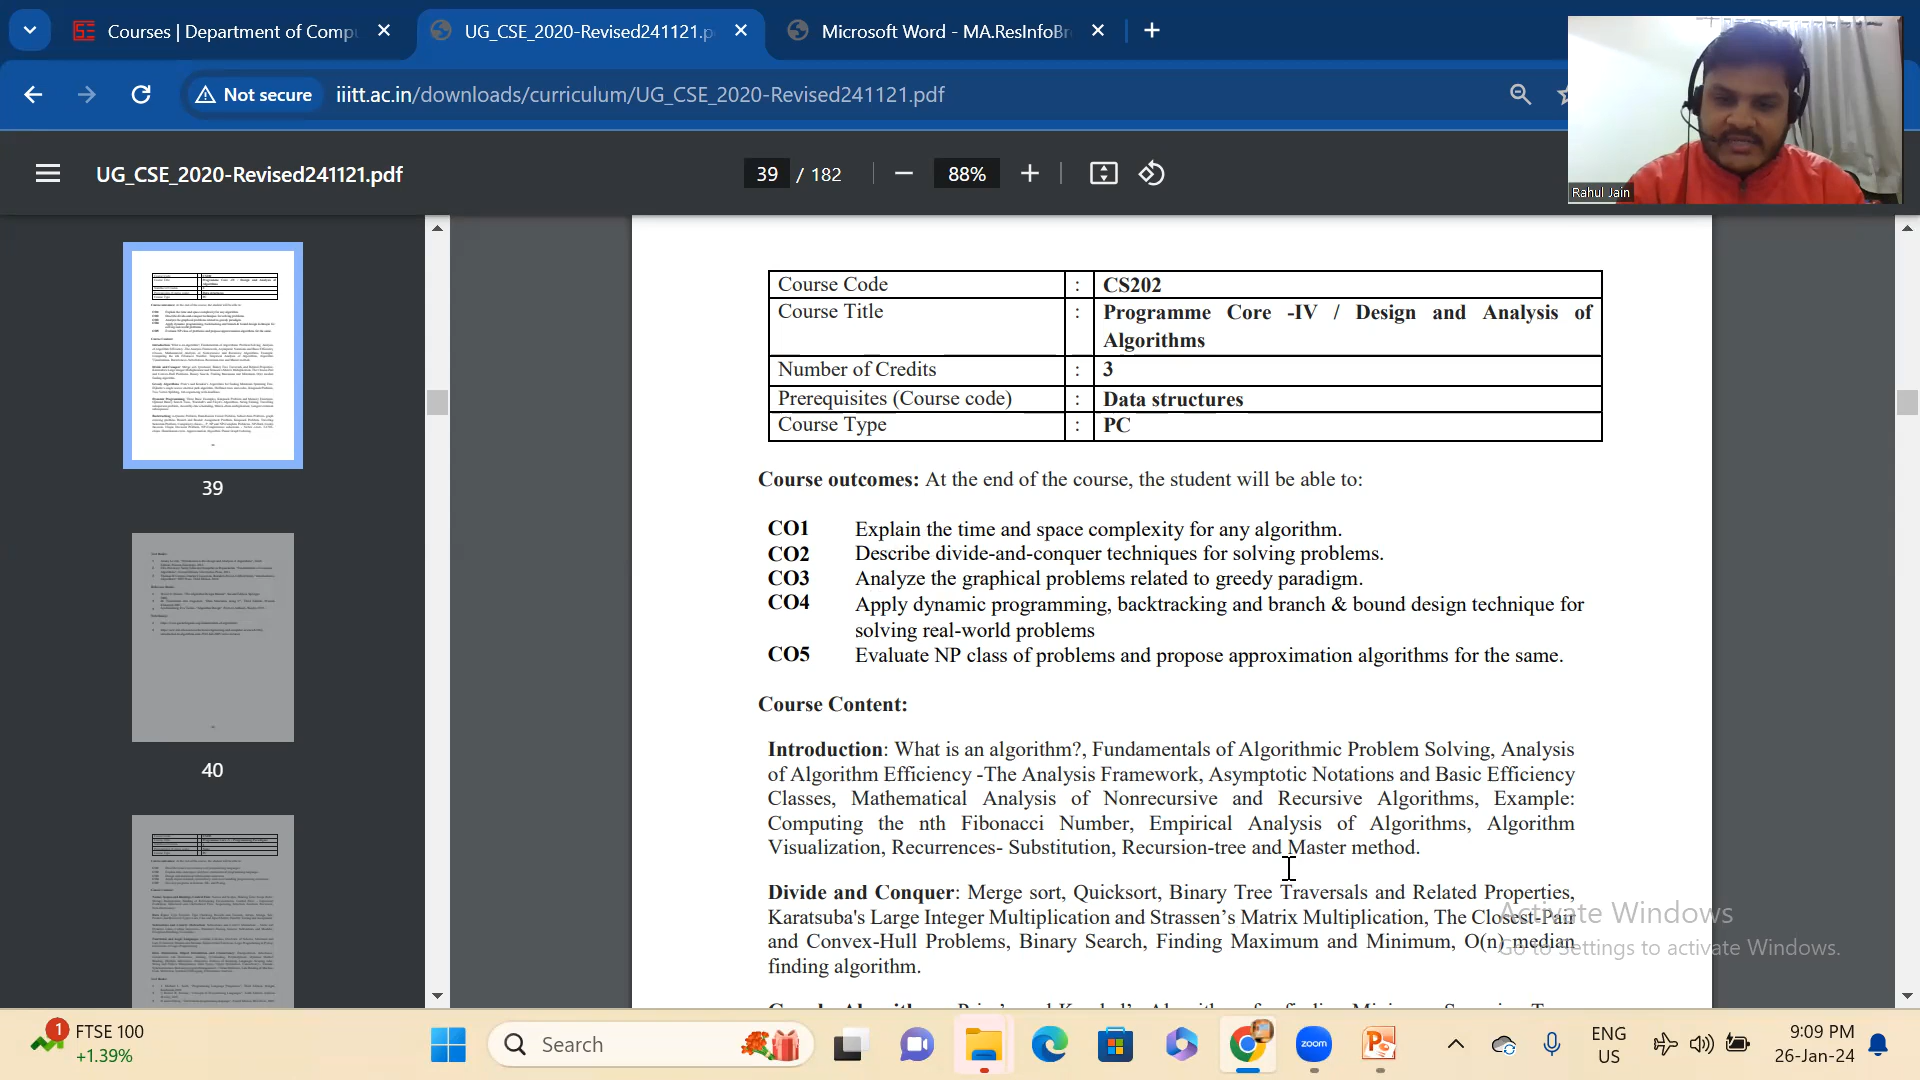 Courses | Department of Comp
UG_CSE_2020-Revised241121.p
Microsoft Word - MA.ResInfoBr
Not secure
iiitt.ac.in/downloads/curriculum/UG_CSE_2020-Revised241121.pdf
Rahul Jain
UG_CSE_2020-Revised241121.pdf
39 / 182
88%
39
40
Course Code : CS202
Course Title : Programme Core -IV / Design and Analysis of
Algorithms
Number of Credits : 3
Prerequisites (Course code) : Data structures
Course Type : PC
Course outcomes: At the end of the course, the student will be able to:
CO1 Explain the time and space complexity for any algorithm.
CO2 Describe divide-and-conquer techniques for solving problems.
CO3 Analyze the graphical problems related to greedy paradigm.
CO4 Apply dynamic programming, backtracking and branch & bound design technique for
solving real-world problems
CO5 Evaluate NP class of problems and propose approximation algorithms for the same.
Course Content:
Introduction: What is an algorithm?, Fundamentals of Algorithmic Problem Solving, Analysis
of Algorithm Efficiency -The Analysis Framework, Asymptotic Notations and Basic Efficiency
Classes, Mathematical Analysis of Nonrecursive and Recursive Algorithms, Example:
Computing the nth Fibonacci Number, Empirical Analysis of Algorithms, Algorithm
Visualization, Recurrences- Substitution, Recursion-tree and Master method.
Divide and Conquer: Merge sort, Quicksort, Binary Tree Traversals and Related Properties,
Karatsuba's Large Integer Multiplication and Strassen’s Matrix Multiplication, The Closest-Pair
and Convex-Hull Problems, Binary Search, Finding Maximum and Minimum, O(n) median
finding algorithm.
Activate Windows
Go to Settings to activate Windows.
1
FTSE 100
+1.39%
Search
zoom
ENG
US
9:09 PM
26-Jan-24